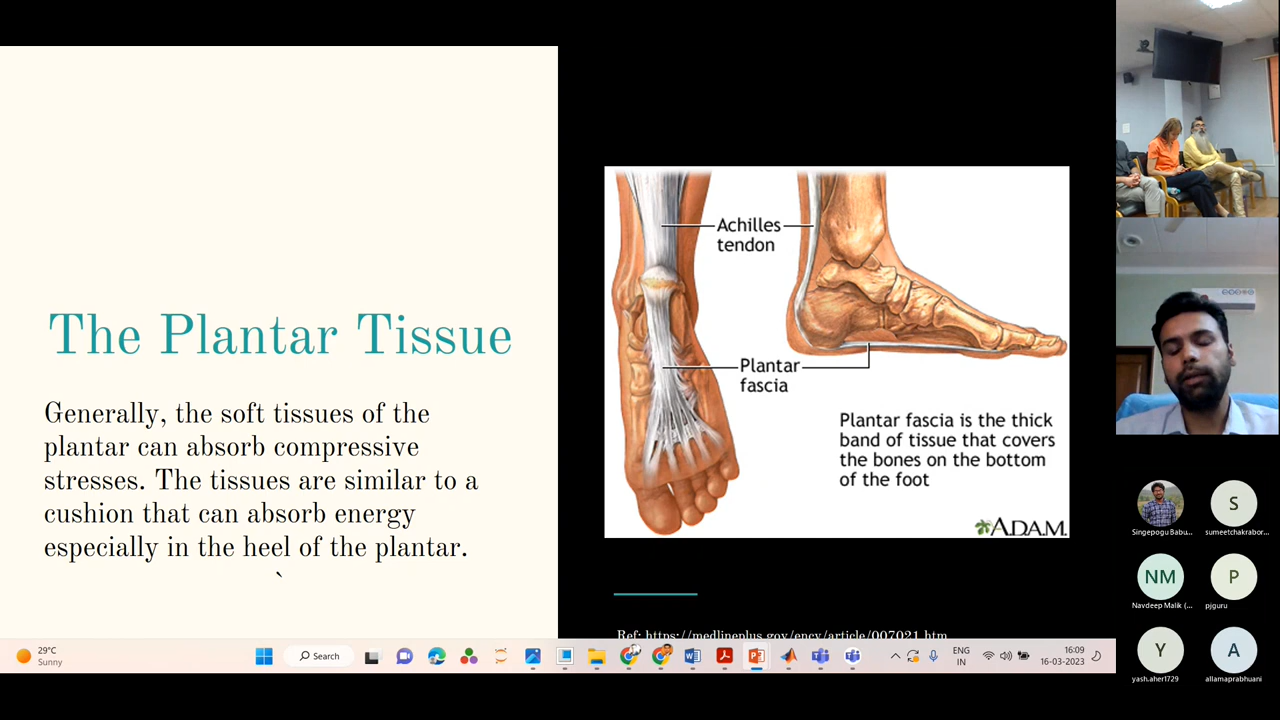 The Plantar Tissue
Generally, the soft tissues of the
plantar can absorb compressive
stresses. The tissues are similar to a
cushion that can absorb energy
especially in the heel of the plantar.
`
Achilles
tendon
Plantar
fascia
Plantar fascia is the thick
band of tissue that covers
the bones on the bottom
of the foot
A.D.A.M.
Ref: https://medlineplus.gov/ency/article/007021.htm
29°C
Sunny
Search
ENG
IN
16:09
16-03-2023
Singepogu Babu...
S
sumeetchakrabor...
NM
Navdeep Malik (...
P
pjguru
Y
yash.aher1729
A
allamaprabhuani